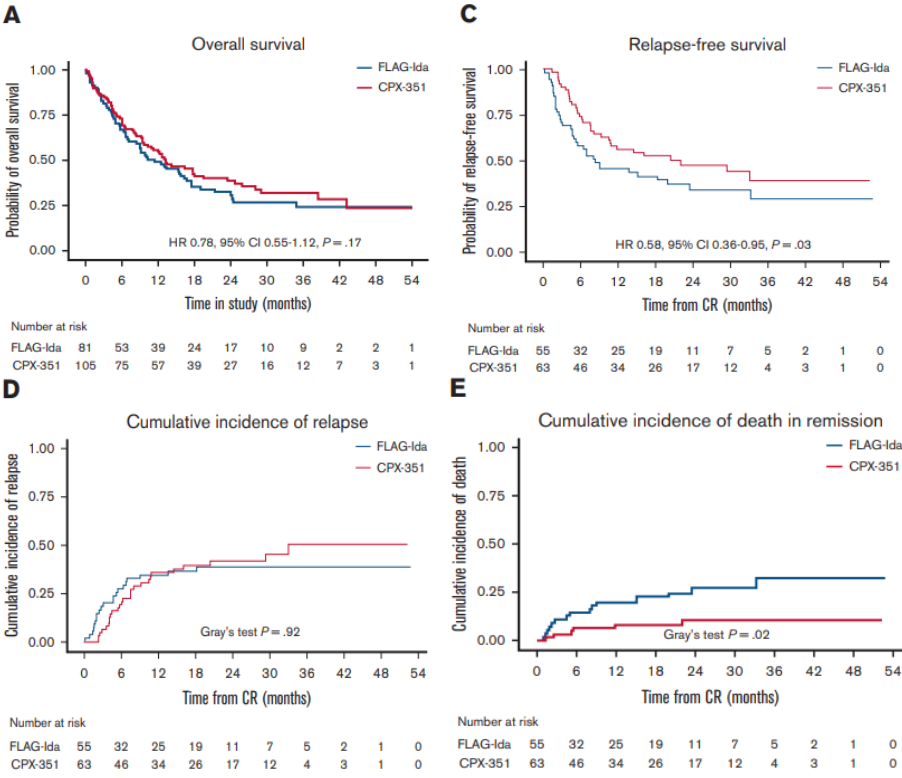 A
Overall survival
Probability of overall survival
1.00
0.75
0.50
0.25
0.00
FLAG-Ida
CPX-351
HR 0.78, 95% CI 0.55-1.12, P = .17
0 6 12 18 24 30 36 42 48 54
Time in study (months)
Number at risk
FLAG-Ida 81 53 39 24 17 10 9 2 2 1
CPX-351 105 75 57 39 27 16 12 7 3 1
C
Relapse-free survival
Probability of relapse-free survival
1.00
0.75
0.50
0.25
0.00
FLAG-Ida
CPX-351
HR 0.58, 95% CI 0.36-0.95, P = .03
0 6 12 18 24 30 36 42 48 54
Time from CR (months)
Number at risk
FLAG-Ida 55 32 25 19 11 7 5 2 1 0
CPX-351 63 46 34 26 17 12 4 3 1 0
D
Cumulative incidence of relapse
Cumulative incidence of relapse
1.00
0.75
0.50
0.25
0.00
FLAG-Ida
CPX-351
Gray's test P = .92
0 6 12 18 24 30 36 42 48 54
Time from CR (months)
Number at risk
FLAG-Ida 55 32 25 19 11 7 5 2 1 0
CPX-351 63 46 34 26 17 12 4 3 1 0
E
Cumulative incidence of death in remission
Cumulative incidence of death
1.00
0.75
0.50
0.25
0.00
FLAG-Ida
CPX-351
Gray's test P = .02
0 6 12 18 24 30 36 42 48 54
Time from CR (months)
Number at risk
FLAG-Ida 55 32 25 19 11 7 5 2 1 0
CPX-351 63 46 34 26 17 12 4 3 1 0